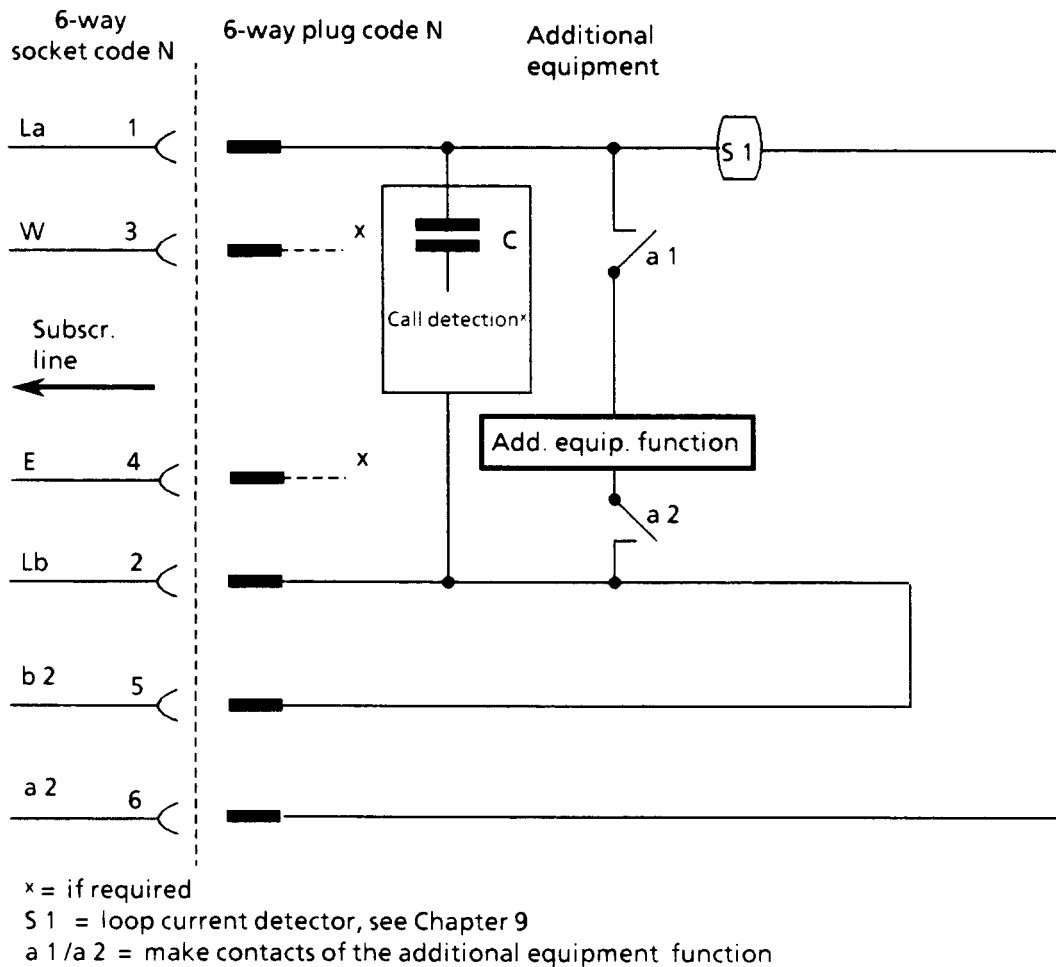 6-way
socket code N
6-way plug code N
Additional
equipment
La 1
S 1
W 3
x
C
a 1
Call detection x
Subscr.
line
Add. equip. function
E 4
x
a 2
Lb 2
b 2 5
a 2 6
x = if required
S 1 = loop current detector, see Chapter 9
a 1/a 2 = make contacts of the additional equipment function